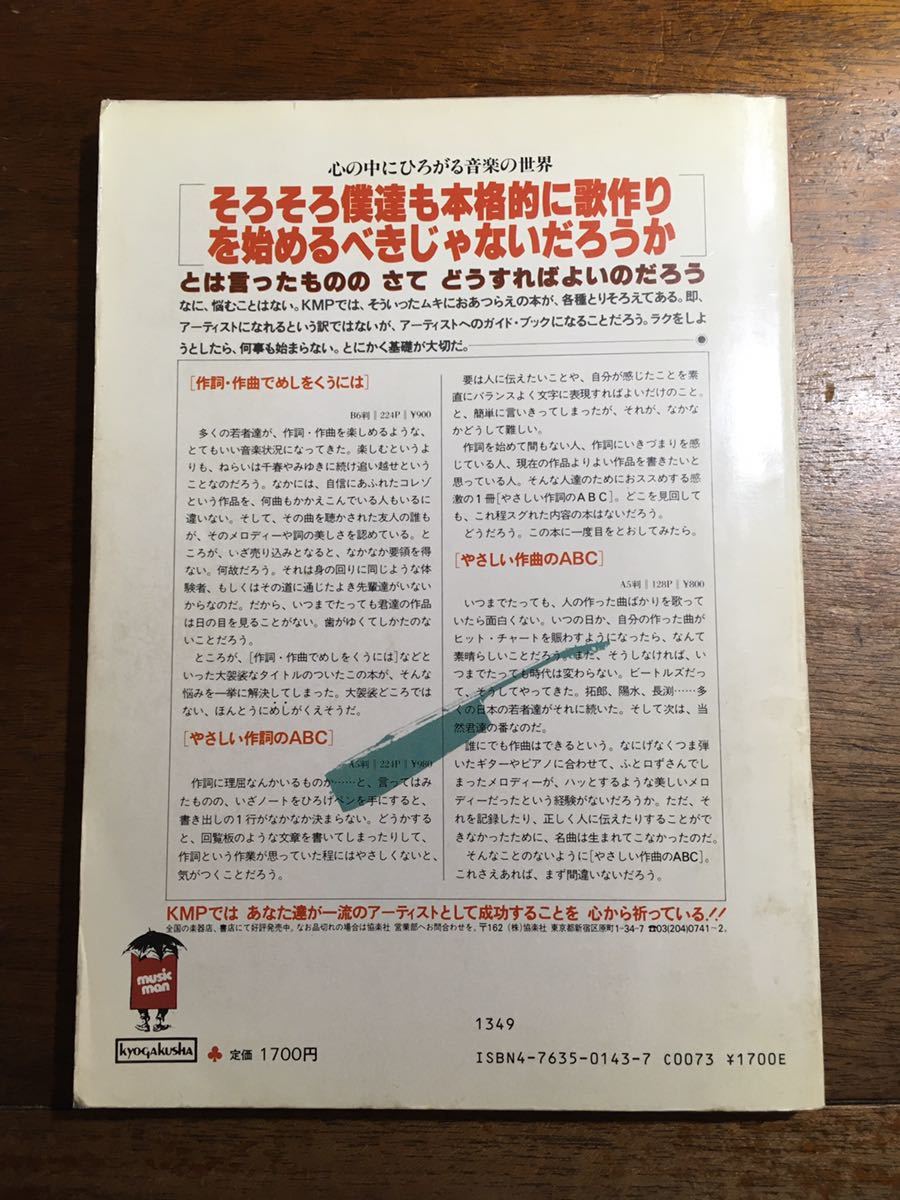 心の中にひろがる音楽の世界
そろそろ僕達も本格的に歌作り
を始めるべきじゃないだろうか
とは言ったものの さて どうすればよいのだろう
なに、悩むことはない。KMPでは、そういったムキにおあつらえの本が、各種とりそろえてある。即、
アーティストになれるという訳ではないが、アーティストへのガイド・ブックになることだろう。ラクをしよ
うとしたら、何事も始まらない。とにかく基礎が大切だ。
[作詞・作曲でめしをくうには]
B6判 ‖ 224P ‖ ¥900
多くの若者達が、作詞・作曲を楽しめるような、
とてもいい音楽状況になってきた。楽しむというよ
りも、ねらいは千春やみゆきに続け追い越せという
ことなのだろう。なかには、自信にあふれたコレゾ
という作品を、何曲もかかえこんでいる人もいるに
違いない。そして、その曲を聴かされた友人の誰も
が、そのメロディーや詞の美しさを認めている。と
ころが、いざ売り込みとなると、なかなか要領を得
ない。何故だろう。それは身の回りに同じような体
験者、もしくはその道に通じたよき先輩達がいない
からなのだ。だから、いつまでたっても君達の作品
は日の目を見ることがない。歯がゆくてしかたのな
いことだろう。
ところが、[作詞・作曲でめしをくうには]などと
いった大袈裟なタイトルのついたこの本が、そんな
悩みを一挙に解決してしまった。大袈裟どころでは
ない、ほんとうにめしがくえそうだ。
[やさしい作詞のABC]
A5判 ‖ 224P ‖ ¥980
作詞に理屈なんかいるものか……と、言ってはみ
たものの、いざノートをひろげペンを手にすると、
書き出しの1行がなかなか決まらない。どうかする
と、回覧板のような文章を書いてしまったりして、
作詞という作業が思っていた程にはやさしくないと、
気がつくことだろう。
要は人に伝えたいことや、自分が感じたことを素
直にバランスよく文字に表現すればよいだけのこと。
と、簡単に言いきってしまったが、それが、なかな
かどうして難しい。
作詞を始めて間もない人、作詞にいきづまりを感
じている人、現在の作品よりよい作品を書きたいと
思っている人。そんな人達のためにおススめする感
激の1冊[やさしい作詞のABC]。どこを見回して
も、これ程スグれた内容の本はないだろう。
どうだろう。この本に一度目をとおしてみたら。
[やさしい作曲のABC]
A5判 ‖ 128P ‖ ¥800
いつまでたっても、人の作った曲ばかりを歌って
いたら面白くない。いつの日か、自分の作った曲が
ヒット・チャートを賑わすようになったら、なんて
素晴らしいことだろう。また、そうしなければ、い
つまでたっても時代は変わらない。ビートルズだっ
て、そうしてやってきた。拓郎、陽水、長渕……多
くの日本の若者達がそれに続いた。そして次は、当
然君達の番なのだ。
誰にでも作曲はできるという。なにげなくつま弾
いたギターやピアノに合わせて、ふと口ずさんでし
まったメロディーが、ハッとするような美しいメロ
ディーだったという経験がないだろうか。ただ、そ
れを記録したり、正しく人に伝えたりすることがで
きなかったために、名曲は生まれてこなかったのだ。
そんなことのないように[やさしい作曲のABC]。
これさえあれば、まず間違いないだろう。
KMPでは あなた達が一流のアーティストとして成功することを 心から祈っている!!
全国の楽器店、書店にて好評発売中。なお品切れの場合は協楽社 営業部へお問合わせを。〒162 (株)協楽社 東京都新宿区原町1-34-7 ☎03(204)0741〜2。
music
man
KYOGAKUSHA
♣ 定価 1700円
1349
ISBN4-7635-0143-7 C0073 ¥1700E